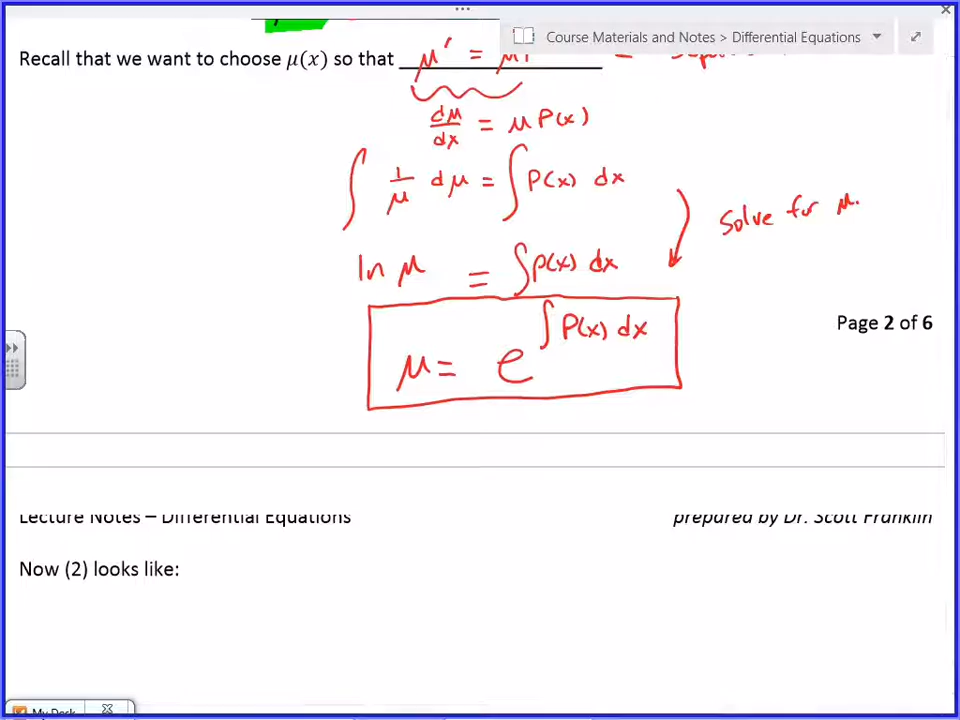 Course Materials and Notes > Differential Equations
Recall that we want to choose μ(x) so that μ' = μP =
dμ/dx = μ P(x)
∫ 1/μ dμ = ∫ P(x) dx
Solve for μ.
ln μ = ∫ P(x) dx
μ = e^∫ P(x) dx
Page 2 of 6
Lecture Notes – Differential Equations
prepared by Dr. Scott Franklin
Now (2) looks like:
My Desk